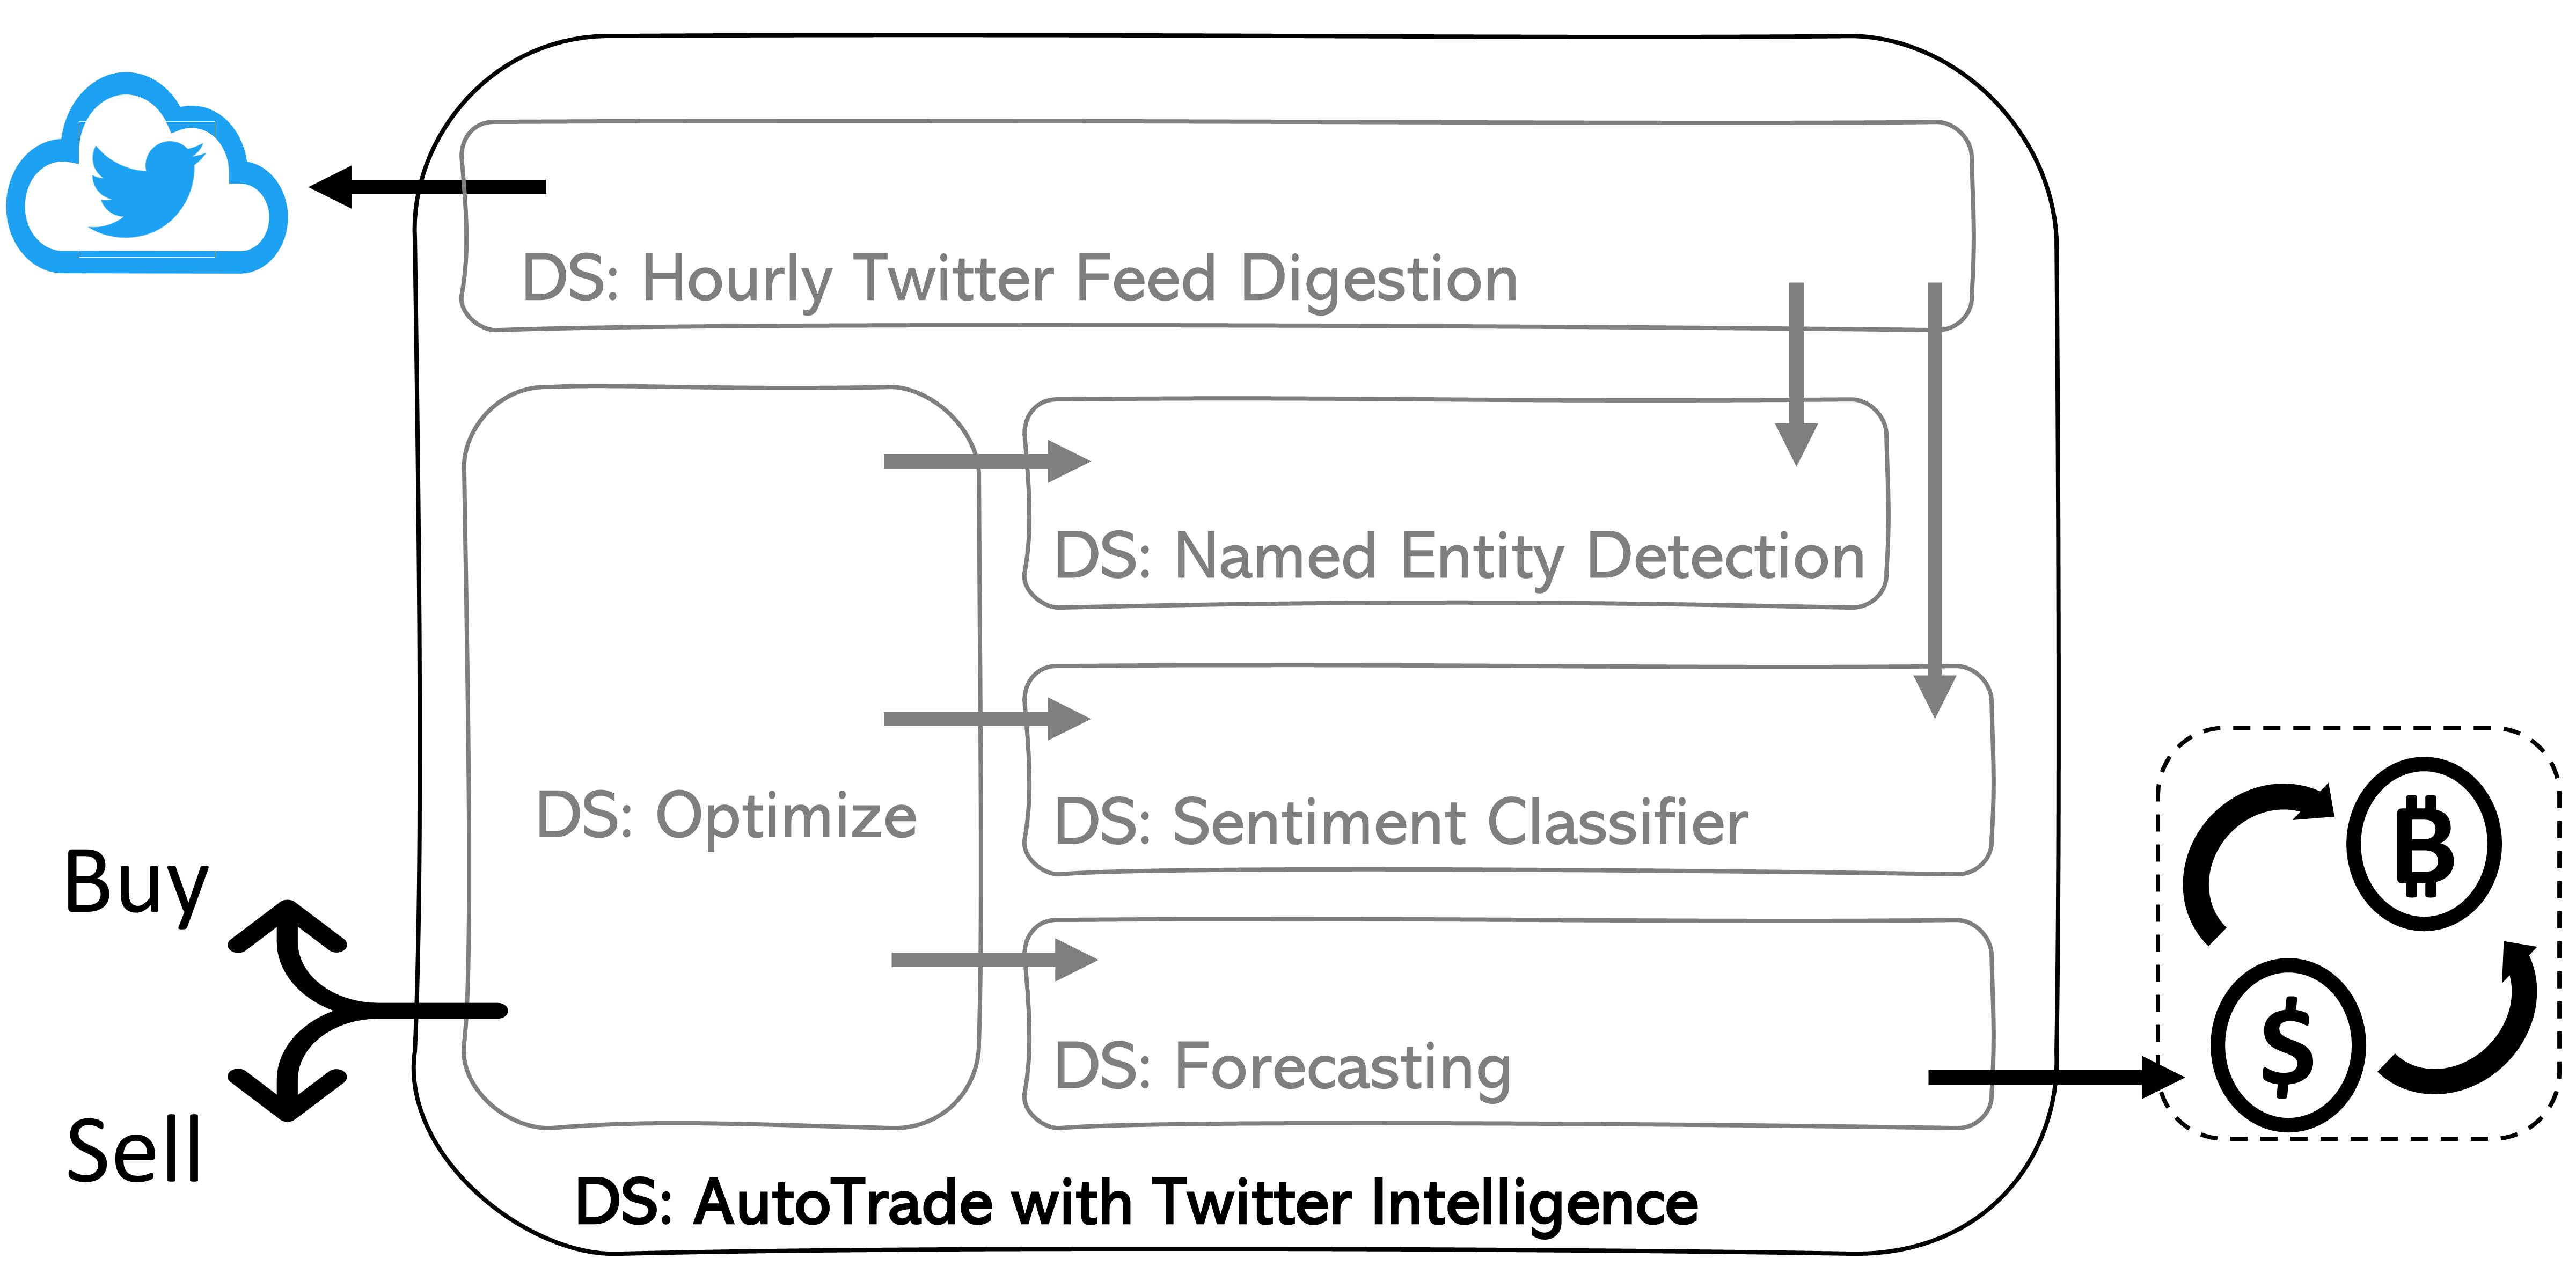 DS: Hourly Twitter Feed Digestion
DS: Named Entity Detection
DS: Optimize
DS: Sentiment Classifier
Buy
Sell
DS: Forecasting
DS: AutoTrade with Twitter Intelligence
₿
$